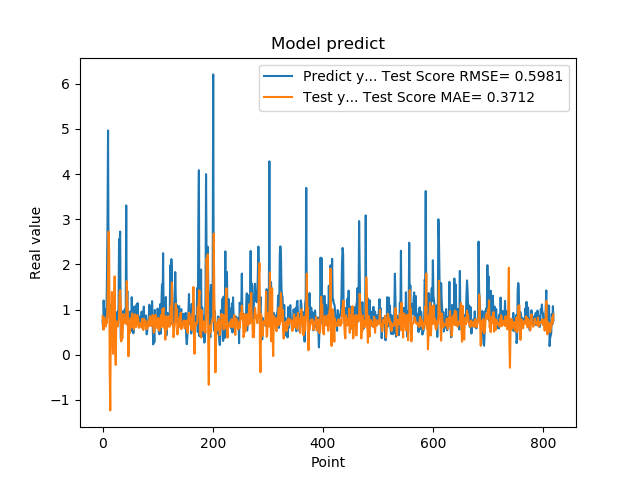 Model predict
Predict y... Test Score RMSE= 0.5981
Test y... Test Score MAE= 0.3712
Real value
6
5
4
3
2
1
0
−1
0 200 400 600 800
Point